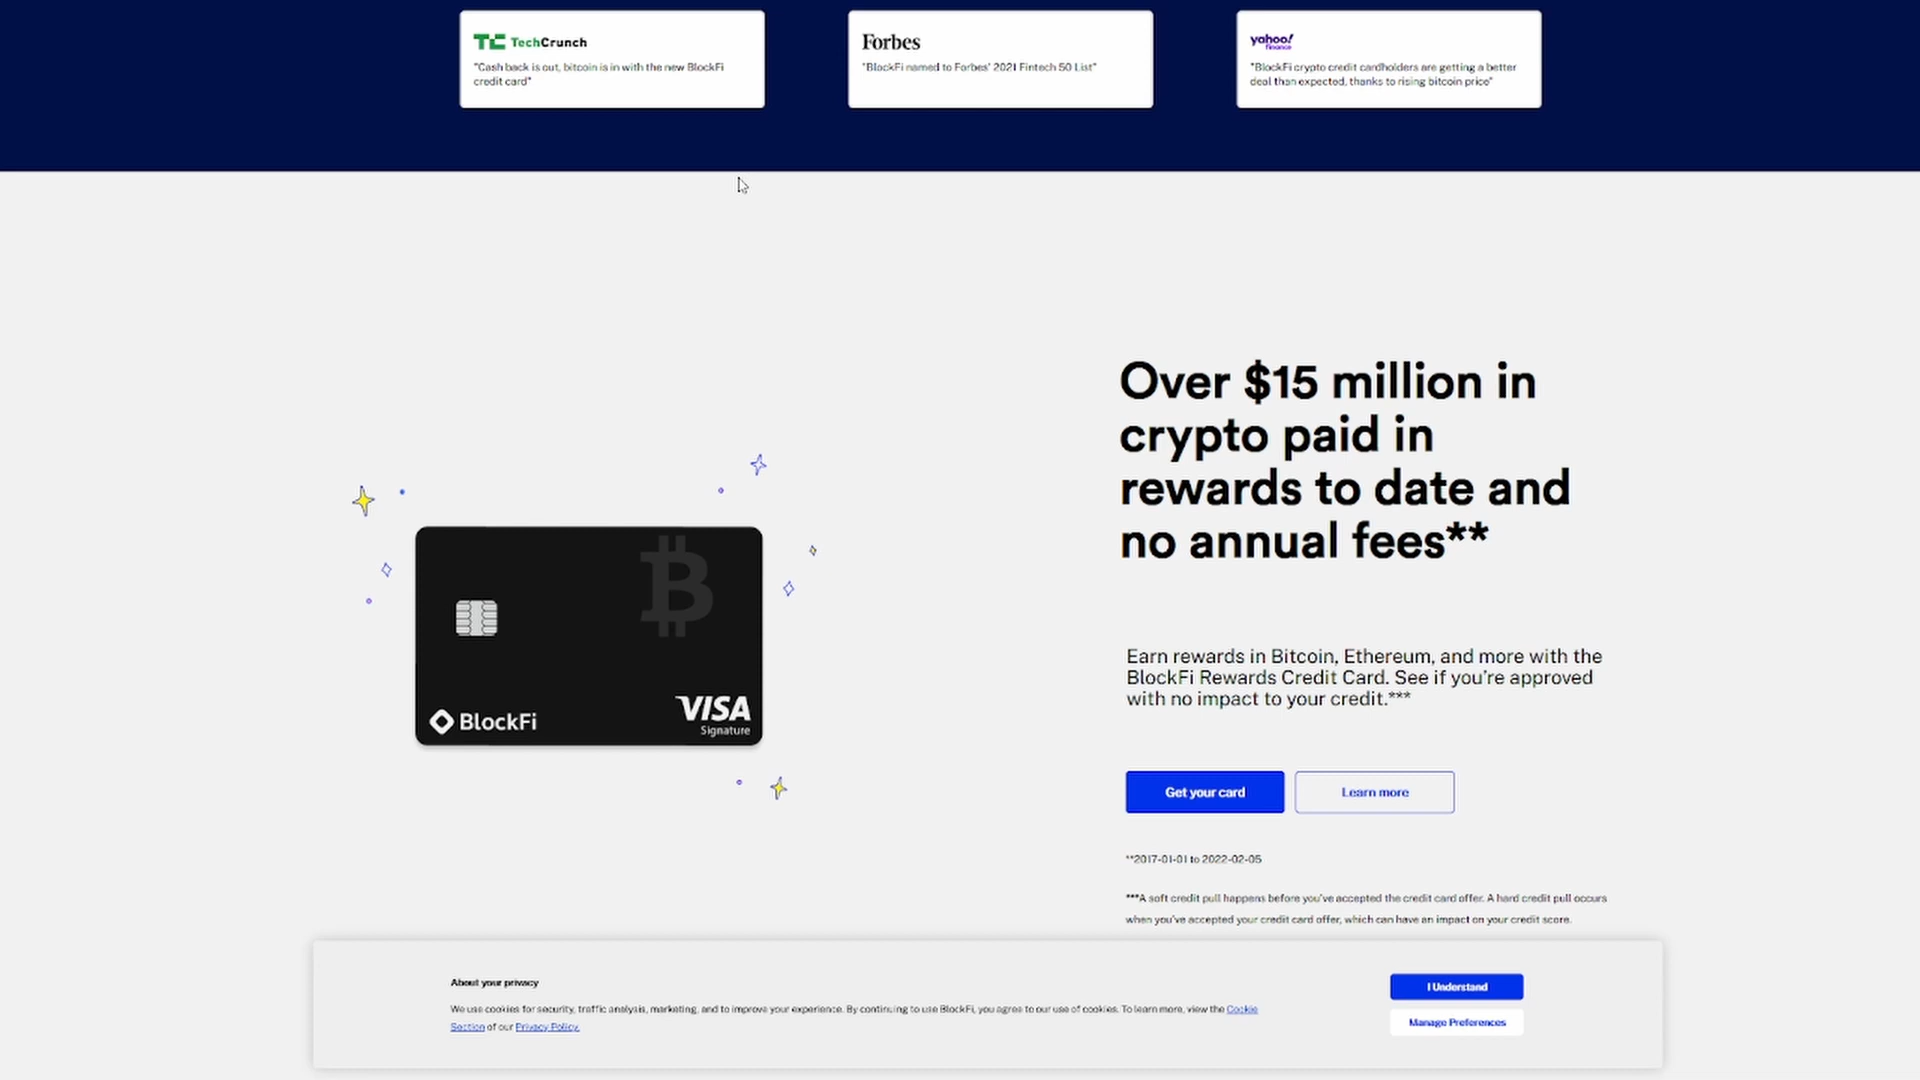 TechCrunch
"Cash back is out, bitcoin is in with the new BlockFi
credit card"
Forbes
"BlockFi named to Forbes' 2021 Fintech 50 List"
yahoo!
finance
"BlockFi crypto credit cardholders are getting a better
deal than expected, thanks to rising bitcoin price"
Over $15 million in
crypto paid in
rewards to date and
no annual fees**
Earn rewards in Bitcoin, Ethereum, and more with the
BlockFi Rewards Credit Card. See if you're approved
with no impact to your credit.***
BlockFi
VISA
Signature
Get your card
Learn more
**2017-01-01 to 2022-02-05
***A soft credit pull happens before you've accepted the credit card offer. A hard credit pull occurs
when you've accepted your credit card offer, which can have an impact on your credit score.
About your privacy
We use cookies for security, traffic analysis, marketing, and to improve your experience. By continuing to use BlockFi, you agree to our use of cookies. To learn more, view the Cookie
Section of our Privacy Policy.
I Understand
Manage Preferences